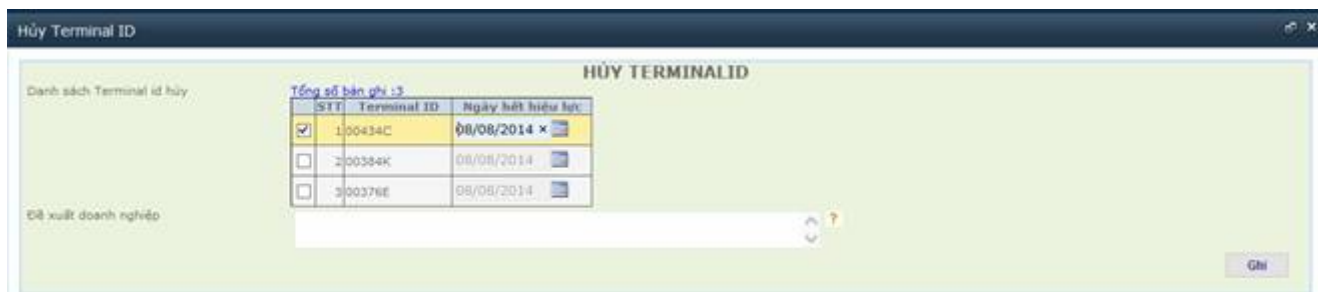 Hủy Terminal ID
HỦY TERMINALID
Danh sách Terminal id hủy
Tổng số bản ghi :3
STT Terminal ID Ngày hết hiệu lực
1 00434C 08/08/2014 ×
2 00384K 08/08/2014
3 00376E 08/08/2014
Đề xuất doanh nghiệp
?
Ghi